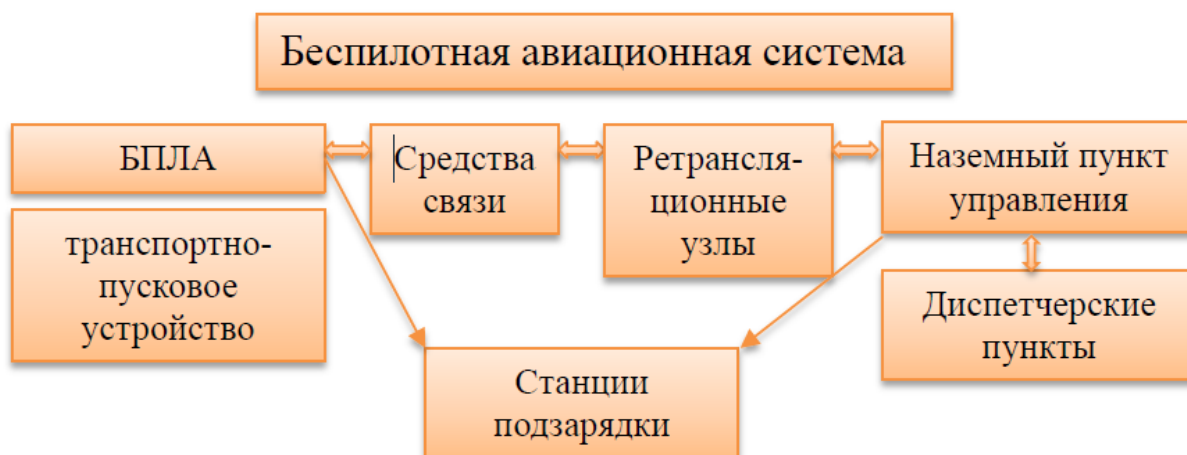 Беспилотная авиационная система
БПЛА
Средства
связи
Ретрансля-
ционные
узлы
Наземный пункт
управления
транспортно-
пусковое
устройство
Диспетчерские
пункты
Станции
подзарядки